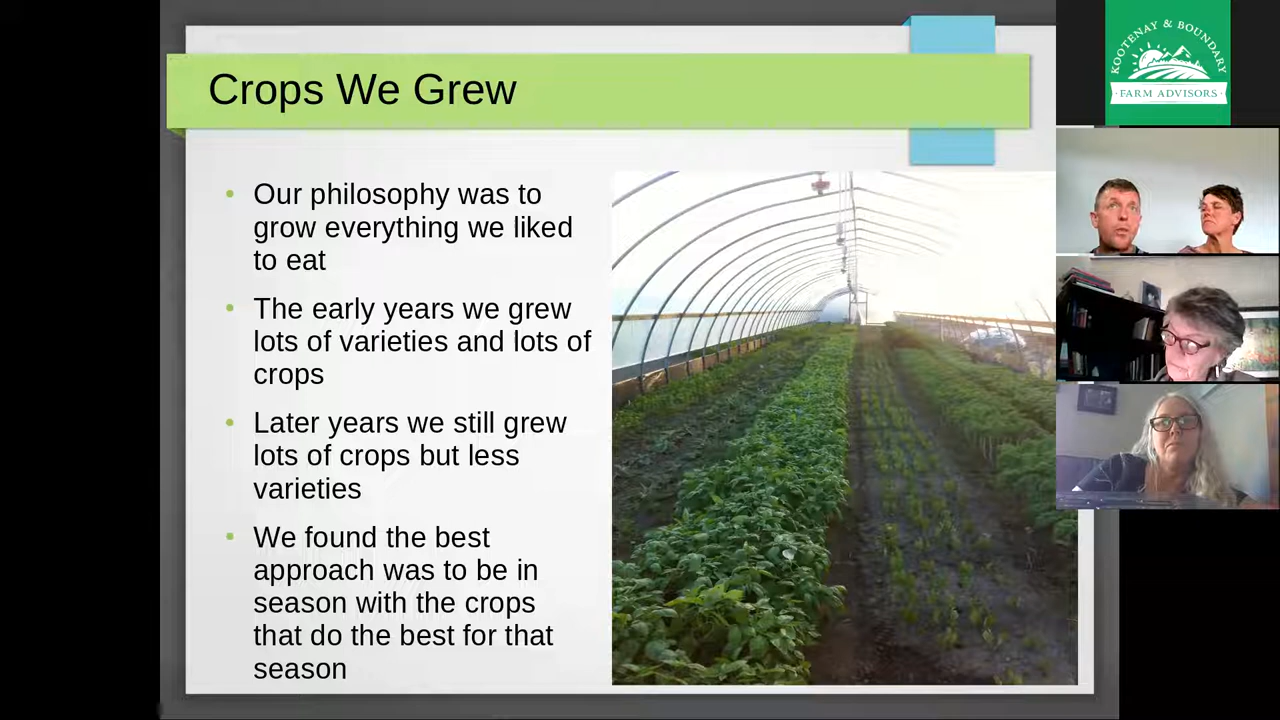 Crops We Grew
Our philosophy was to
grow everything we liked
to eat
The early years we grew
lots of varieties and lots of
crops
Later years we still grew
lots of crops but less
varieties
We found the best
approach was to be in
season with the crops
that do the best for that
season
KOOTENAY & BOUNDARY
· FARM ADVISORS ·